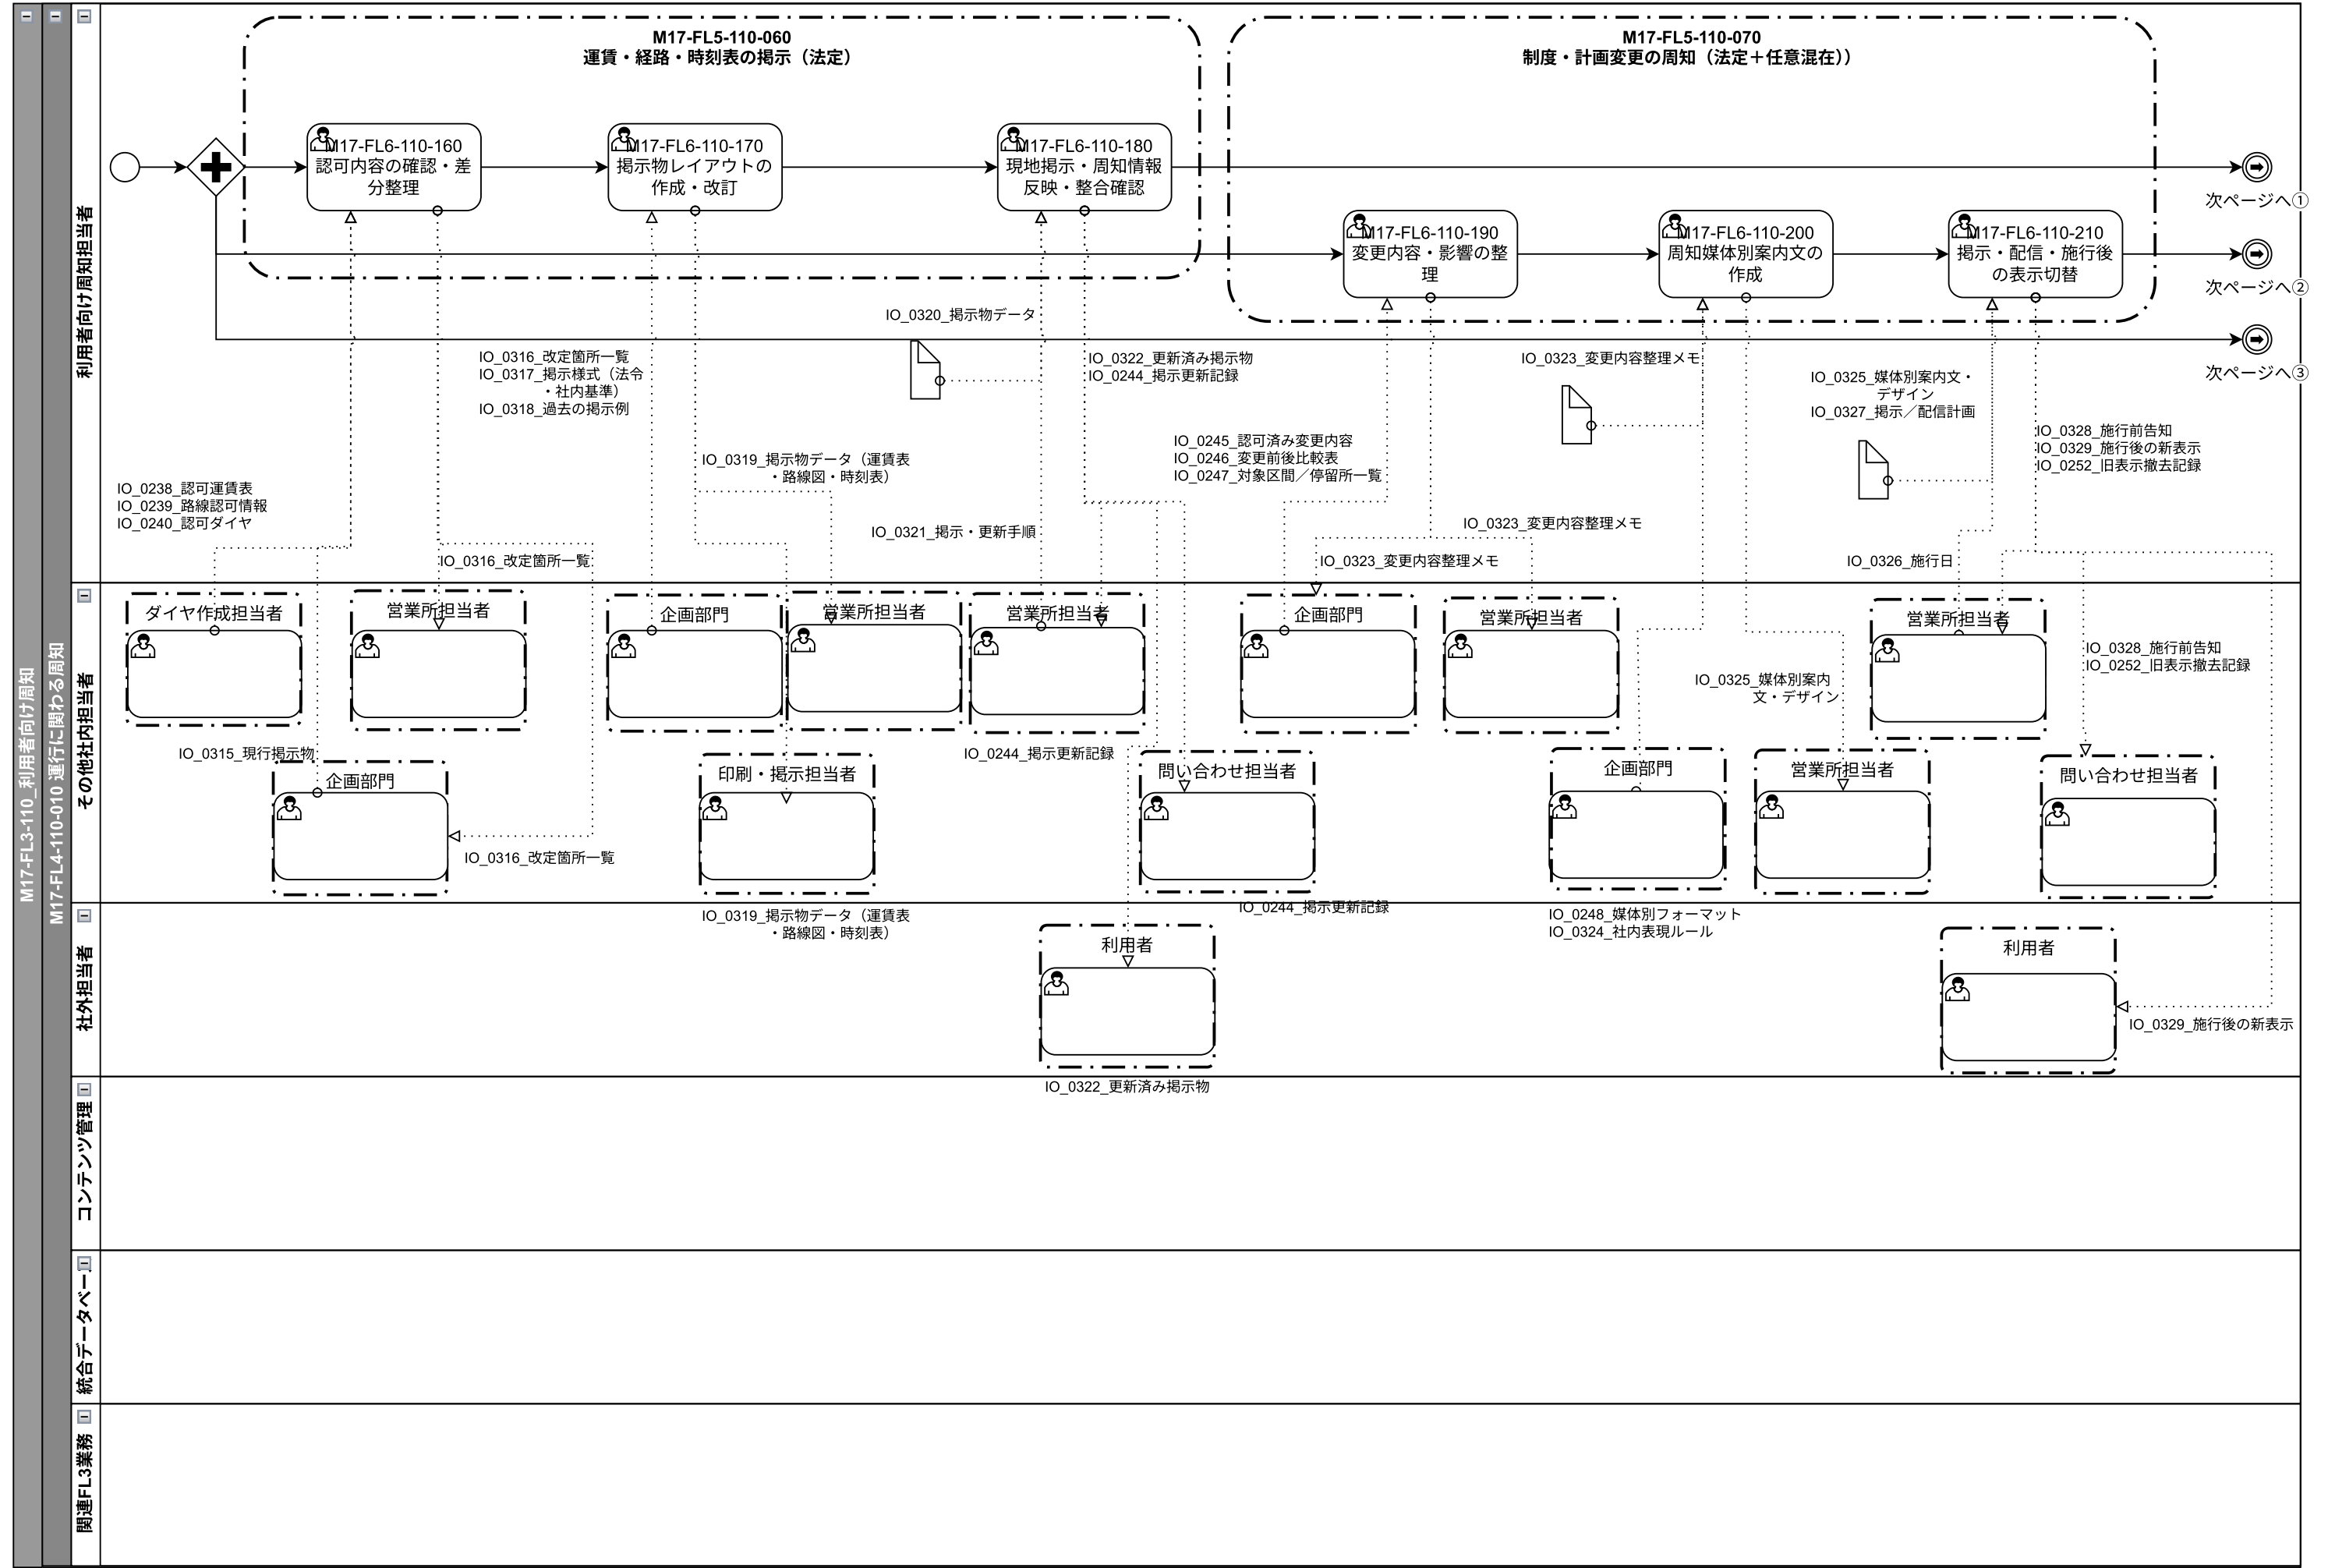 M17-FL3-110_利用者向け周知
M17-FL4-110-010 運行に関わる周知
利用者向け周知担当者
M17-FL5-110-060
運賃・経路・時刻表の掲示（法定）
M17-FL5-110-070
制度・計画変更の周知（法定＋任意混在））
M17-FL6-110-160
認可内容の確認・差
分整理
M17-FL6-110-170
掲示物レイアウトの
作成・改訂
M17-FL6-110-180
現地掲示・周知情報
反映・整合確認
次ページへ①
M17-FL6-110-190
変更内容・影響の整
理
M17-FL6-110-200
周知媒体別案内文の
作成
M17-FL6-110-210
掲示・配信・施行後
の表示切替
次ページへ②
次ページへ③
IO_0320_掲示物データ
IO_0316_改定箇所一覧
IO_0317_掲示様式（法令
・社内基準）
IO_0318_過去の掲示例
IO_0322_更新済み掲示物
IO_0244_掲示更新記録
IO_0323_変更内容整理メモ
IO_0325_媒体別案内文・
デザイン
IO_0327_掲示／配信計画
IO_0245_認可済み変更内容
IO_0246_変更前後比較表
IO_0247_対象区間／停留所一覧
IO_0328_施行前告知
IO_0329_施行後の新表示
IO_0252_旧表示撤去記録
IO_0319_掲示物データ（運賃表
・路線図・時刻表）
IO_0238_認可運賃表
IO_0239_路線認可情報
IO_0240_認可ダイヤ
IO_0321_掲示・更新手順
IO_0323_変更内容整理メモ
IO_0316_改定箇所一覧
IO_0323_変更内容整理メモ
IO_0326_施行日
その他社内担当者
ダイヤ作成担当者
営業所担当者
企画部門
営業所担当者
営業所担当者
企画部門
営業所担当者
営業所担当者
IO_0328_施行前告知
IO_0252_旧表示撤去記録
IO_0325_媒体別案内
文・デザイン
IO_0315_現行掲示物
IO_0244_掲示更新記録
企画部門
印刷・掲示担当者
問い合わせ担当者
企画部門
営業所担当者
問い合わせ担当者
IO_0316_改定箇所一覧
IO_0244_掲示更新記録
社外担当者
IO_0319_掲示物データ（運賃表
・路線図・時刻表）
IO_0248_媒体別フォーマット
IO_0324_社内表現ルール
利用者
利用者
IO_0329_施行後の新表示
IO_0322_更新済み掲示物
コンテンツ管理
統合データベー
関連FL3業務